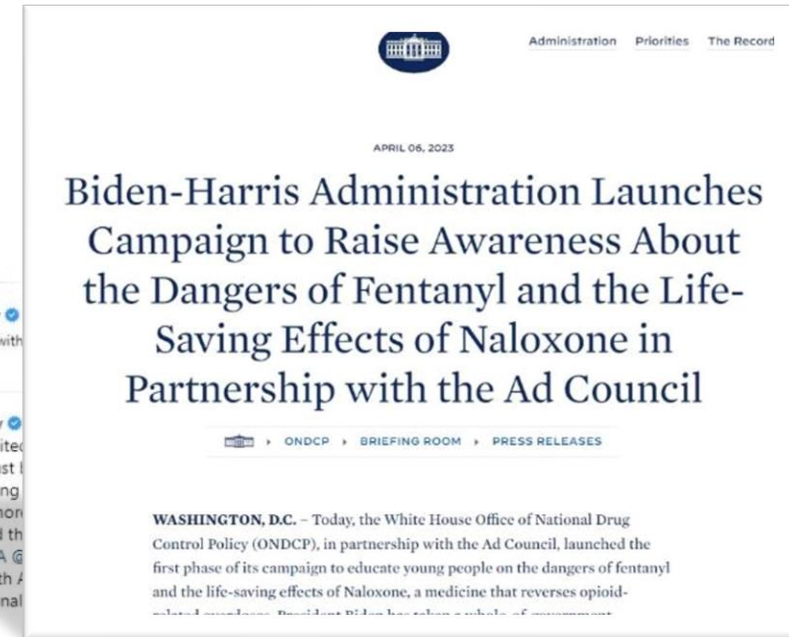 Administration Priorities The Record
APRIL 06, 2023
Biden-Harris Administration Launches
Campaign to Raise Awareness About
the Dangers of Fentanyl and the Life-
Saving Effects of Naloxone in
Partnership with the Ad Council
ONDCP BRIEFING ROOM PRESS RELEASES
WASHINGTON, D.C. – Today, the White House Office of National Drug
Control Policy (ONDCP), in partnership with the Ad Council, launched the
first phase of its campaign to educate young people on the dangers of fentanyl
and the life-saving effects of Naloxone, a medicine that reverses opioid-
with